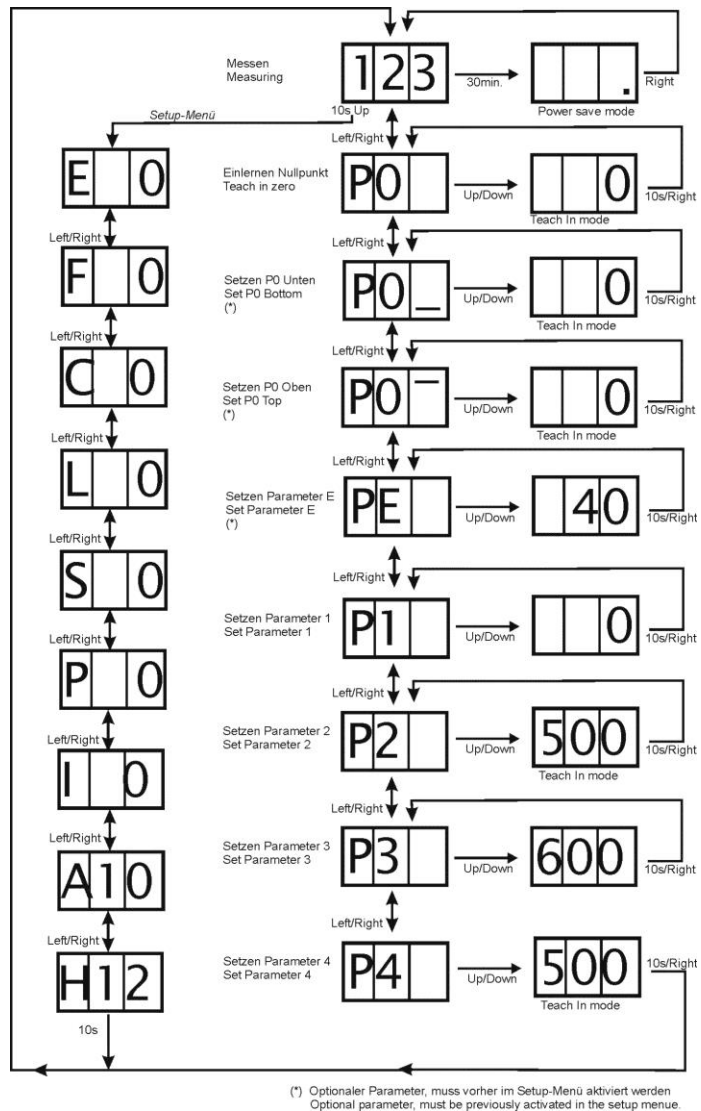 Messen
Measuring
123
30min.
.
Right
Power save mode
10s Up
Setup-Menü
Left/Right
E 0
Einlernen Nullpunkt
Teach in zero
P0
Up/Down
0
10s/Right
Teach In mode
Left/Right
Left/Right
F 0
Setzen P0 Unten
Set P0 Bottom
(*)
P0_
Up/Down
0
10s/Right
Teach In mode
Left/Right
Left/Right
C 0
Setzen P0 Oben
Set P0 Top
(*)
P0¯
Up/Down
0
10s/Right
Teach In mode
Left/Right
Left/Right
L 0
Setzen Parameter E
Set Parameter E
(*)
PE
Up/Down
40
10s/Right
Left/Right
Left/Right
S 0
Setzen Parameter 1
Set Parameter 1
P1
Up/Down
0
10s/Right
Left/Right
Left/Right
P 0
Setzen Parameter 2
Set Parameter 2
P2
Up/Down
500
10s/Right
Teach In mode
Left/Right
Left/Right
I 0
Setzen Parameter 3
Set Parameter 3
P3
Up/Down
600
10s/Right
Left/Right
Left/Right
A10
Left/Right
H12
10s
Setzen Parameter 4
Set Parameter 4
P4
Up/Down
500
10s/Right
Teach In mode
(*) Optionaler Parameter, muss vorher im Setup-Menü aktiviert werden
Optional parameter, must be previously activated in the setup menue.